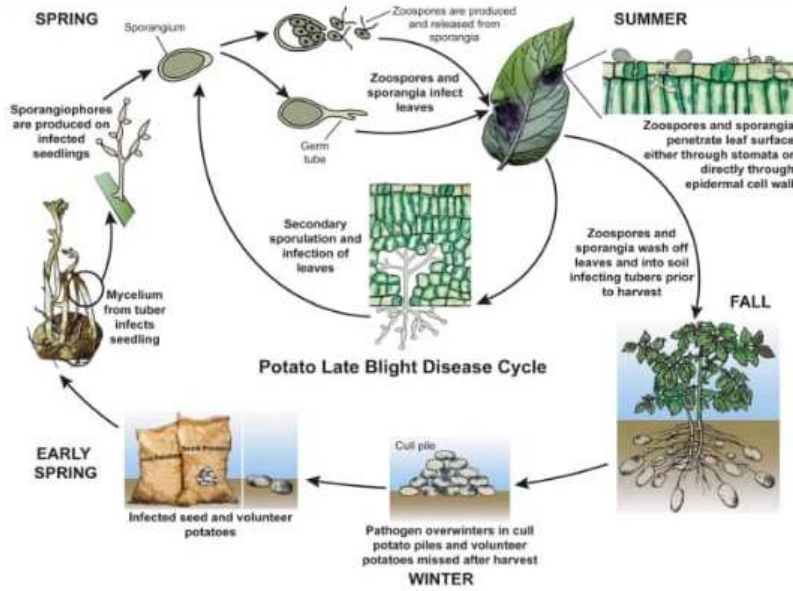 SPRING
Sporangium
Zoospores are produced
and released from
sporangia
SUMMER
Zoospores and
sporangia infect
leaves
Germ
tube
Sporangiophores
are produced on
infected
seedlings
Zoospores and sporangia
penetrate leaf surface
either through stomata or
directly through
epidermal cell wall
Secondary
sporulation and
infection of
leaves
Zoospores and
sporangia wash off
leaves and into soil
infecting tubers prior
to harvest
FALL
Mycelium
from tuber
infects
seedling
Potato Late Blight Disease Cycle
EARLY
SPRING
Infected seed and volunteer
potatoes
Cull pile
Pathogen overwinters in cull
potato piles and volunteer
potatoes missed after harvest
WINTER